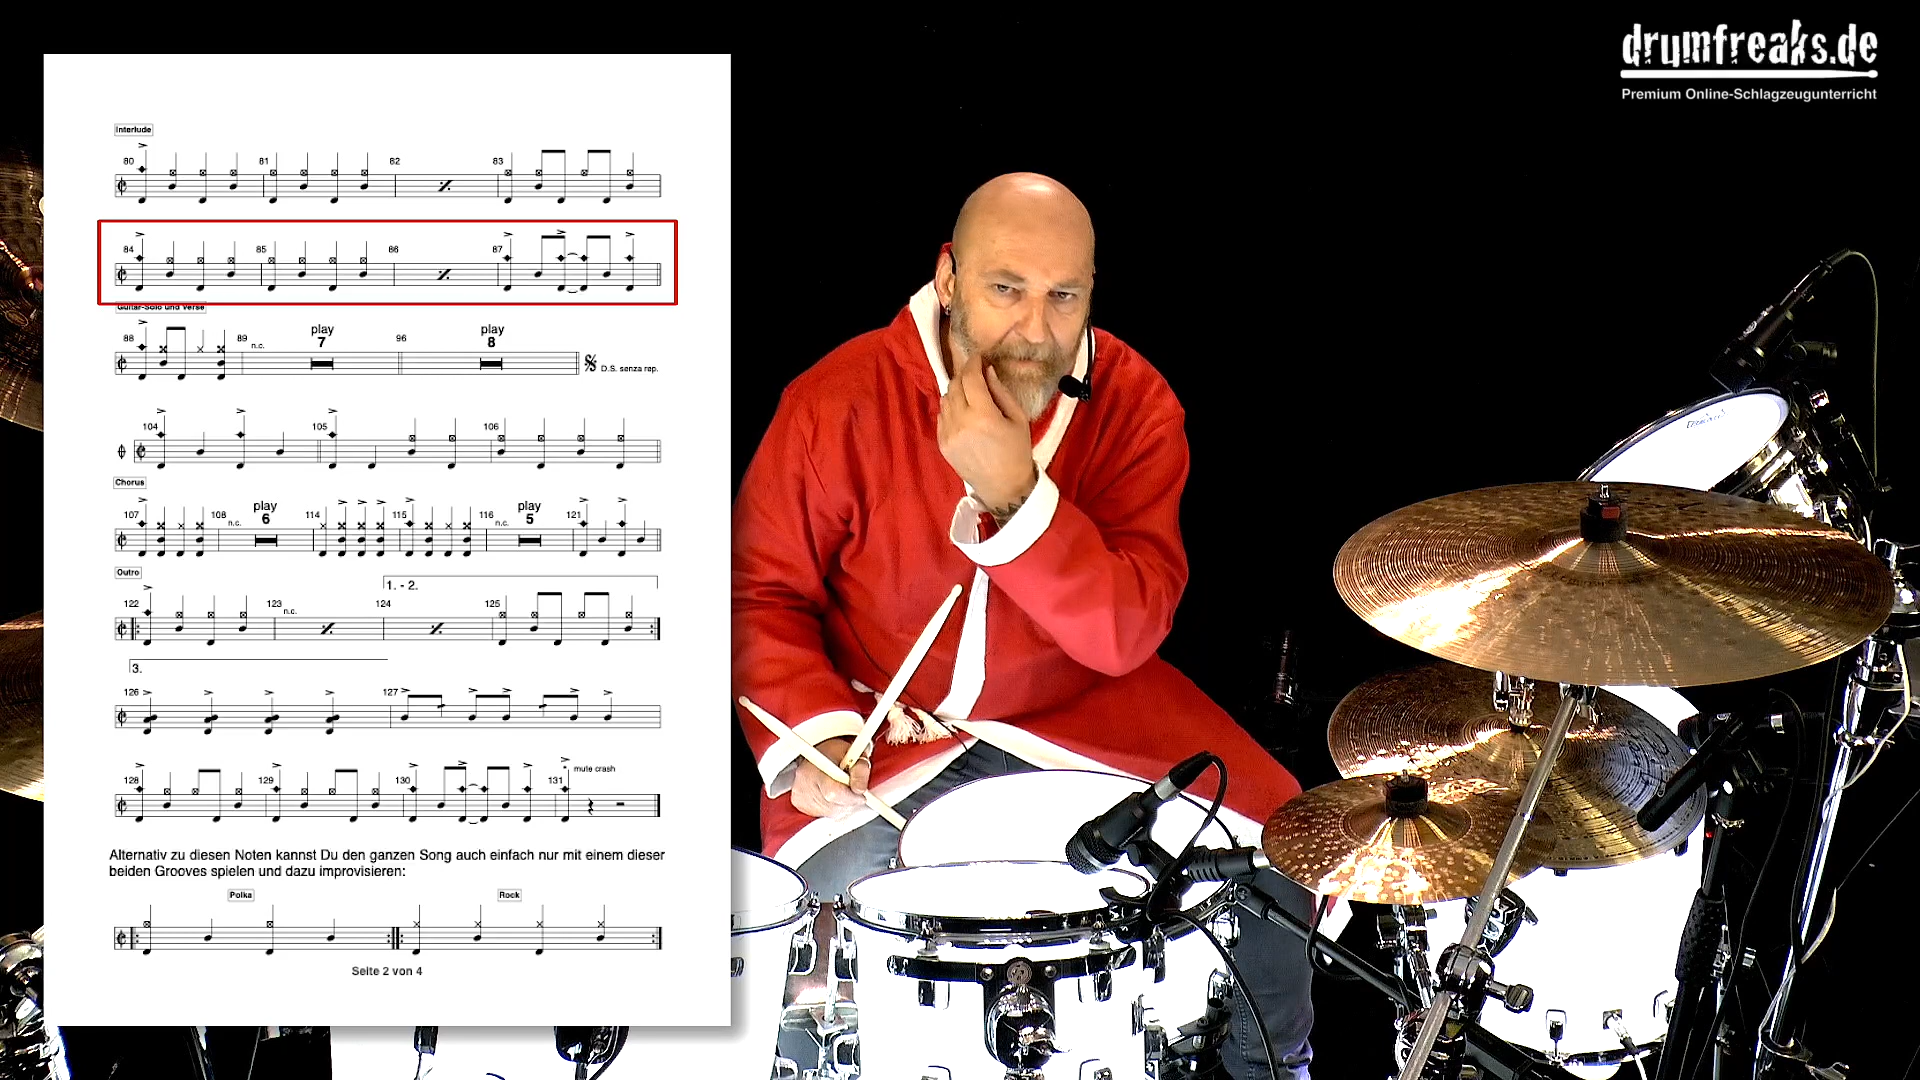 drumfreaks.de
Premium Online-Schlagzeugunterricht
Interlude
80 81 82 83
84 85 86 87
Guitar-Solo und Verse
88 89 n.c. play 7 96 play 8 D.S. senza rep.
104 105 106
Chorus
107 108 n.c. play 6 114 115 116 n.c. play 5 121
Outro
1. - 2.
122 123 n.c. 124 125
3.
126 127
128 129 130 131 mute crash
Alternativ zu diesen Noten kannst Du den ganzen Song auch einfach nur mit einem dieser
beiden Grooves spielen und dazu improvisieren:
Polka Rock
Seite 2 von 4